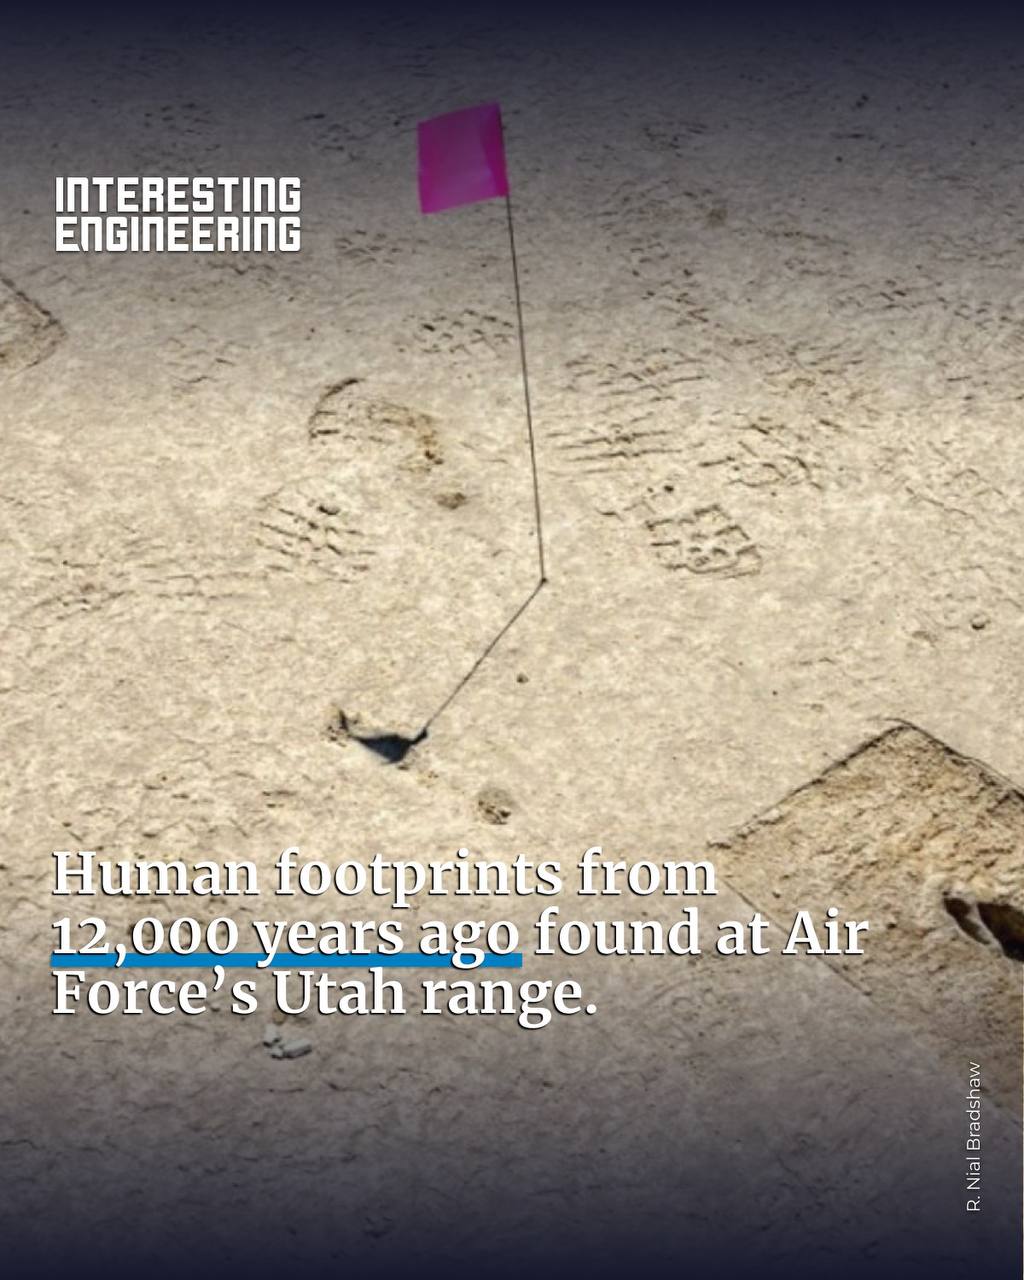 INTERESTING
ENGINEERING
Human footprints from
12,000 years ago found at Air
Force’s Utah range.
R. Nial Bradshaw